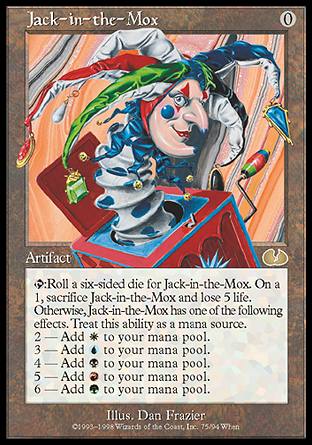 Jack-in-the-Mox 0
Artifact
:Roll a six-sided die for Jack-in-the-Mox. On a
1, sacrifice Jack-in-the-Mox and lose 5 life.
Otherwise, Jack-in-the-Mox has one of the following
effects. Treat this ability as a mana source.
2 — Add to your mana pool.
3 — Add to your mana pool.
4 — Add to your mana pool.
5 — Add to your mana pool.
6 — Add to your mana pool.
Illus. Dan Frazier
©1993–1998 Wizards of the Coast, Inc. 75/94 When